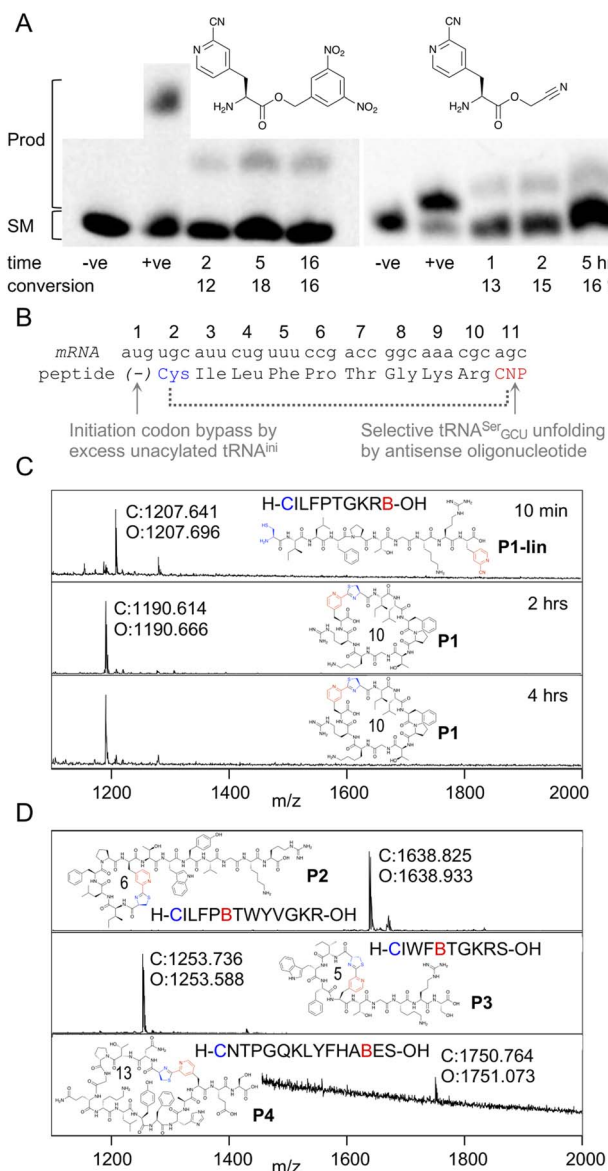 A
CN
N
NH2
O
O
NO2
NO2
CN
N
NH2
O
O
N
Prod
SM
time -ve +ve 2 5 16 -ve +ve 1 2 5 hr
conversion 12 18 16 13 15 16
B
1 2 3 4 5 6 7 8 9 10 11
mRNA aug ugc auu cug uuu ccg acc ggc aaa cgc agc
peptide (-) Cys Ile Leu Phe Pro Thr Gly Lys Arg CNP
Initiation codon bypass by
excess unacylated tRNAini
Selective tRNASerGCU unfolding
by antisense oligonucleotide
C
C:1207.641
O:1207.696
H-CILFPTGKRB-OH
10 min
P1-lin
C:1190.614
O:1190.666
2 hrs
10
P1
4 hrs
10
P1
1200 1400 1600 1800 2000
m/z
D
6
P2
H-CILFPBTWYVGKR-OH
C:1638.825
O:1638.933
C:1253.736
O:1253.588
5
H-CIWFBTGKRS-OH
P3
H-CNTPGQKLYFHABES-OH
13
P4
C:1750.764
O:1751.073
1200 1400 1600 1800 2000
m/z